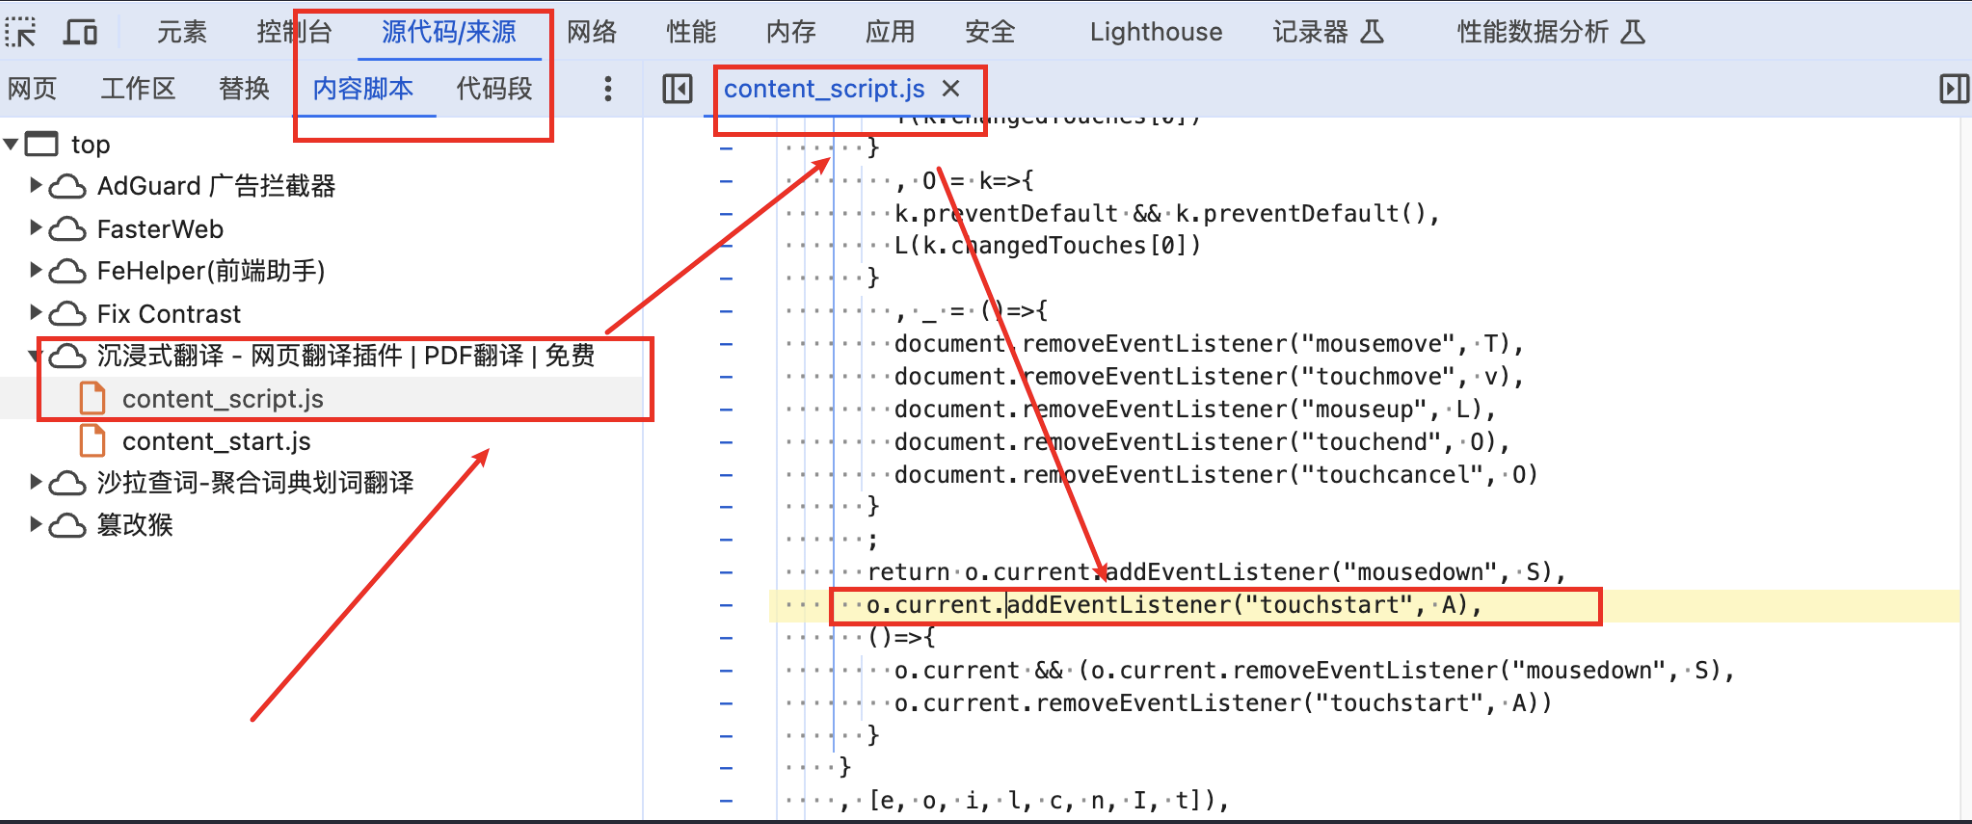 元素 控制台 源代码/来源 网络 性能 内存 应用 安全 Lighthouse 记录器 性能数据分析
网页 工作区 替换 内容脚本 代码段
content_script.js
top
AdGuard 广告拦截器
FasterWeb
FeHelper(前端助手)
Fix Contrast
沉浸式翻译 - 网页翻译插件 | PDF翻译 | 免费
content_script.js
content_start.js
沙拉查词-聚合词典划词翻译
篡改猴
(k.changedTouches[0])
}
, O = k=>{
k.preventDefault && k.preventDefault(),
L(k.changedTouches[0])
}
, _ = ()=>{
document.removeEventListener("mousemove", T),
document.removeEventListener("touchmove", v),
document.removeEventListener("mouseup", L),
document.removeEventListener("touchend", O),
document.removeEventListener("touchcancel", O)
}
;
return o.current.addEventListener("mousedown", S),
o.current.addEventListener("touchstart", A),
()=>{
o.current && (o.current.removeEventListener("mousedown", S),
o.current.removeEventListener("touchstart", A))
}
}
, [e, o, i, l, c, n, I, t]),